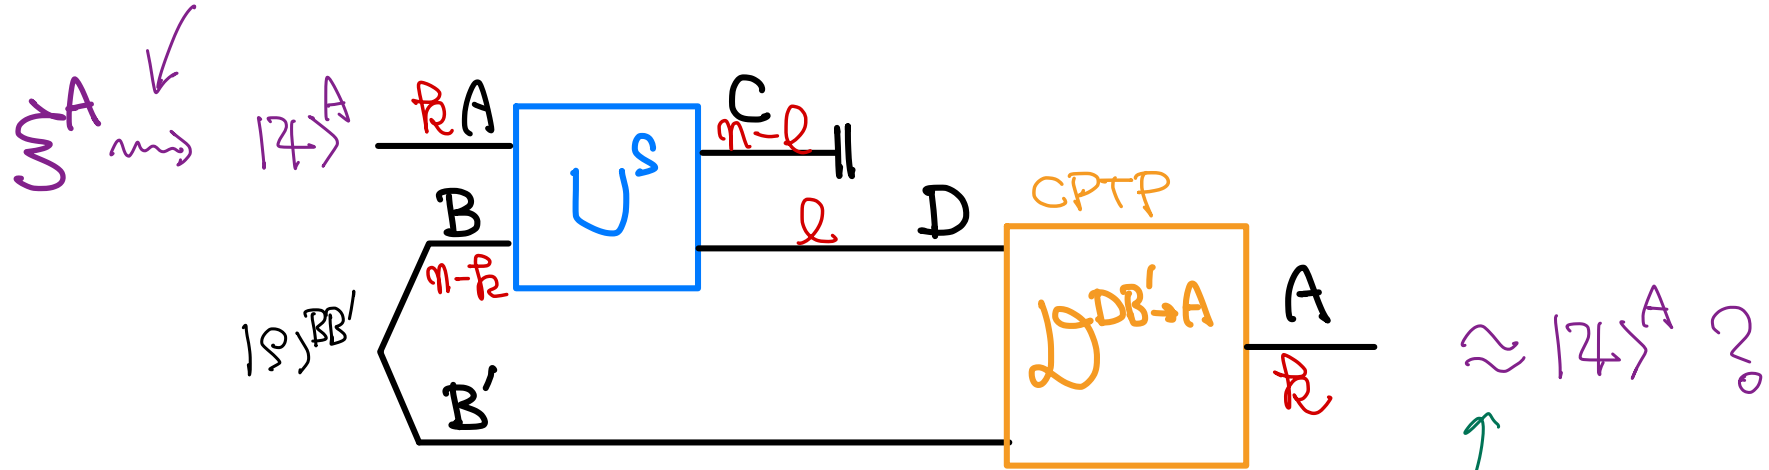 ξ^A
|Ψ⟩^A
k A
B
n-k
|ρ⟩^{BB'}
B'
U^S
C
n-l
l
D
CPTP
𝒟^{DB'→A}
A
k
≈ |Ψ⟩^A ?